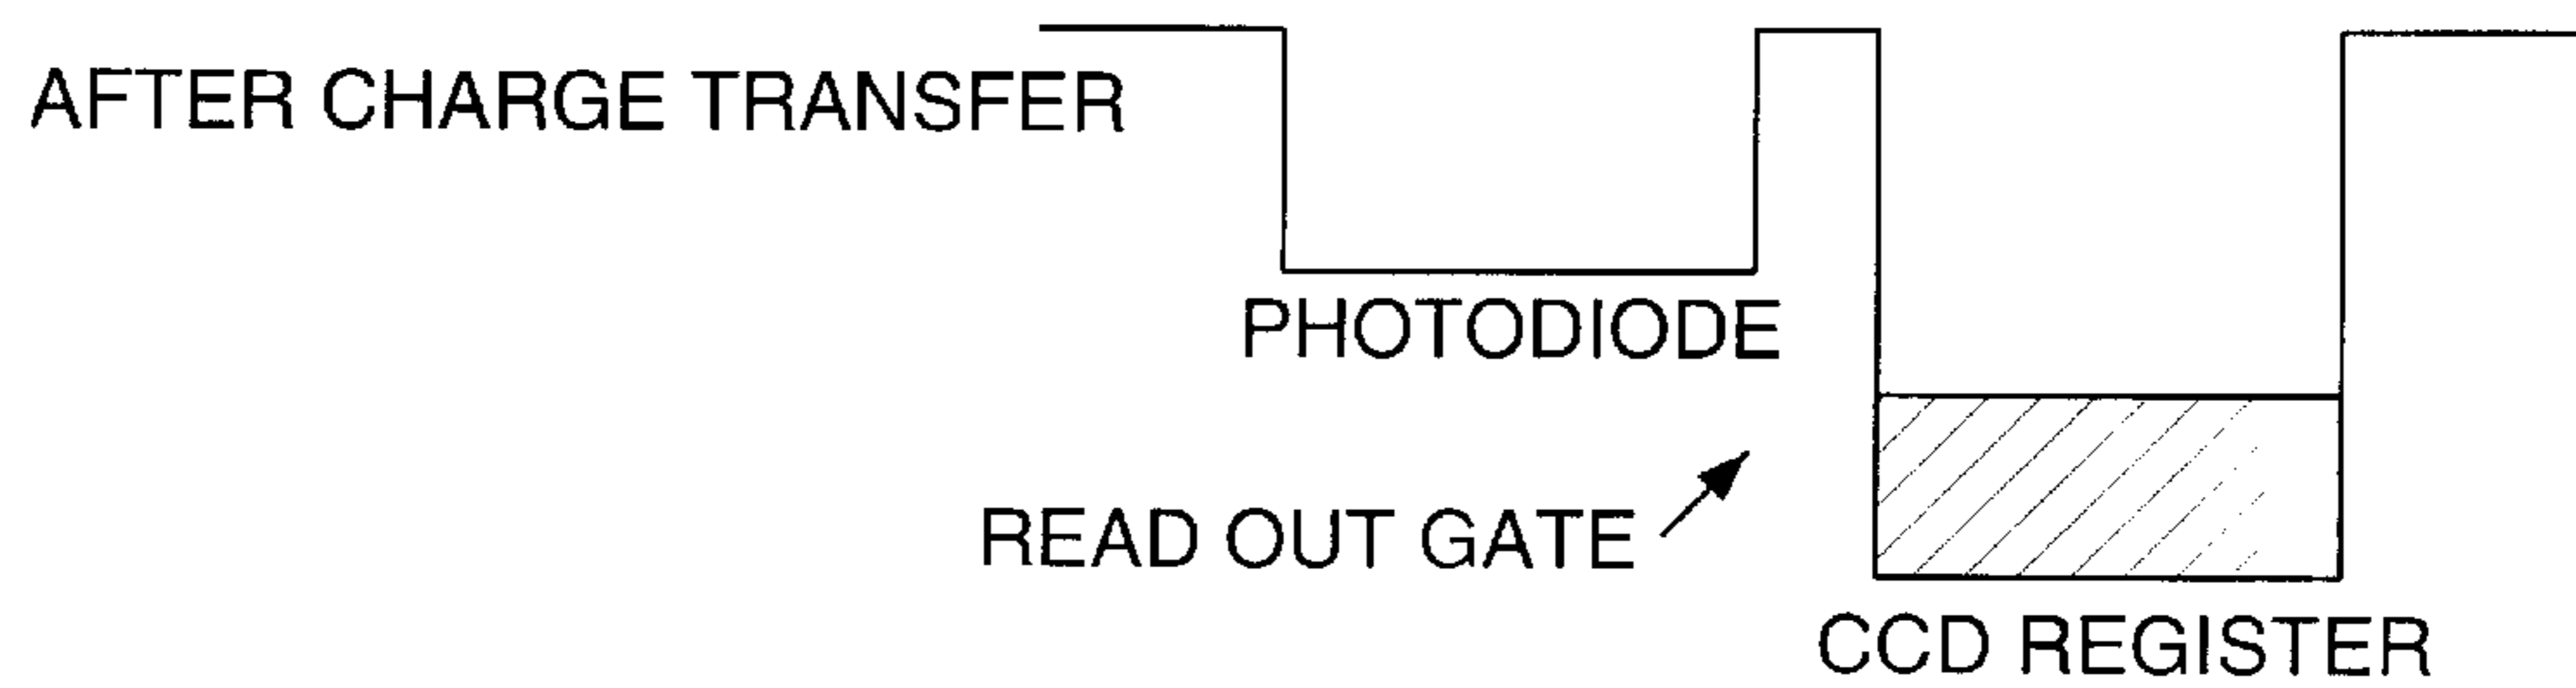 AFTER CHARGE TRANSFER
PHOTODIODE
READ OUT GATE
CCD REGISTER